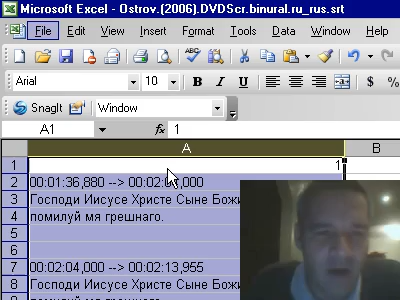 Microsoft Excel - Ostrov.(2006).DVDScr.binural.ru_rus.srt
File Edit View Insert Format Tools Data Window Help
Arial 10 B I U $ %
SnagIt Window
A1 fx 1
A B
1 1
2 00:01:36,880 --> 00:02: ,000
3 Господи Иисусе Христе Сыне
4 помилуй мя грешнаго.
5
6
7 00:02:04,000 --> 00:02:13,955
8 Господи Иисусе Христе Сыне